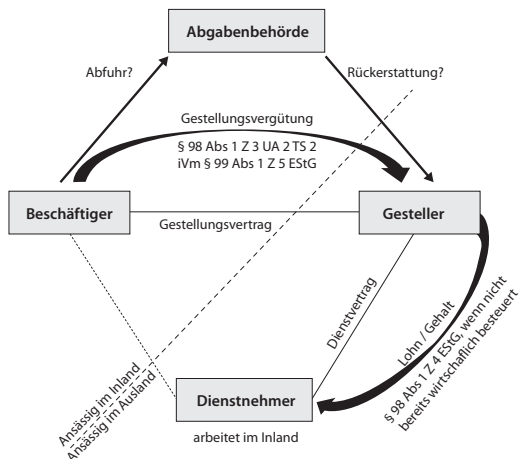 Abgabenbehörde
Abfuhr?
Rückerstattung?
Gestellungsvergütung
§ 98 Abs 1 Z 3 UA 2 TS 2
iVm § 99 Abs 1 Z 5 EStG
Beschäftiger
Gesteller
Gestellungsvertrag
Dienstvertrag
Lohn / Gehalt
§ 98 Abs 1 Z 4 EStG, wenn nicht
bereits wirtschaflich besteuert
Ansässig im Inland
Ansässig im Ausland
Dienstnehmer
arbeitet im Inland